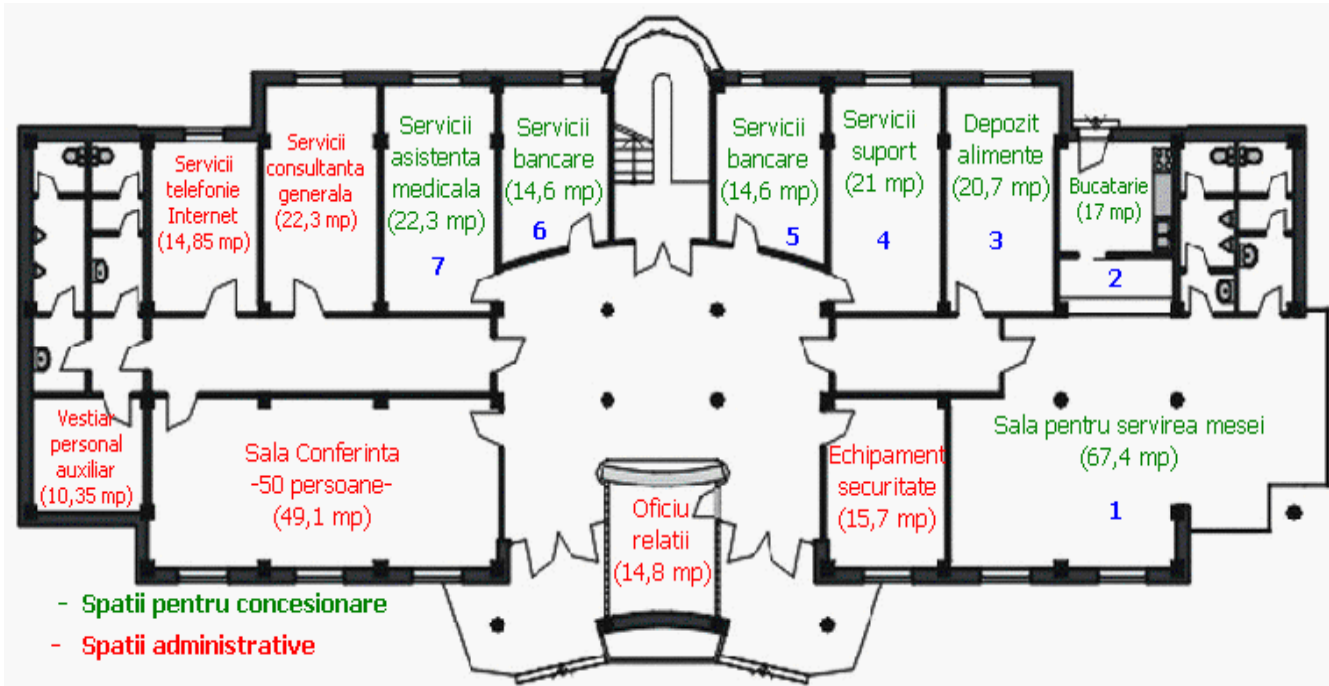 Servicii
telefonie
Internet
(14,85 mp)
Servicii
consultanta
generala
(22,3 mp)
Servicii
asistenta
medicala
(22,3 mp)
7
Servicii
bancare
(14,6 mp)
6
Servicii
bancare
(14,6 mp)
5
Servicii
suport
(21 mp)
4
Depozit
alimente
(20,7 mp)
3
Bucatarie
(17 mp)
2
Vestiar
personal
auxiliar
(10,35 mp)
Sala Conferinta
-50 persoane-
(49,1 mp)
Oficiu
relatii
(14,8 mp)
Echipament
securitate
(15,7 mp)
Sala pentru servirea mesei
(67,4 mp)
1
- Spatii pentru concesionare
- Spatii administrative